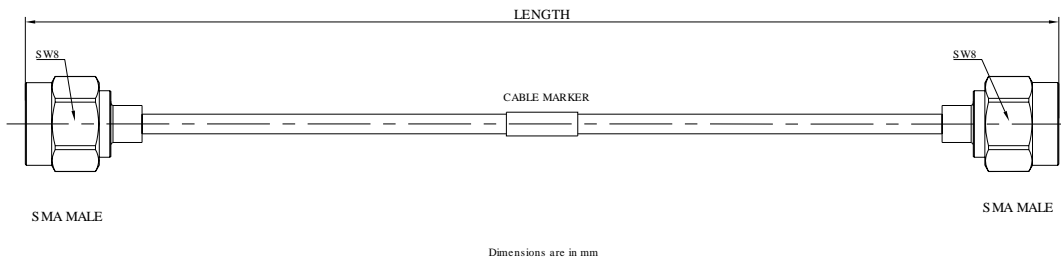 LENGTH
SW8
SW8
CABLE MARKER
SMA MALE
SMA MALE
Dimensions are in mm